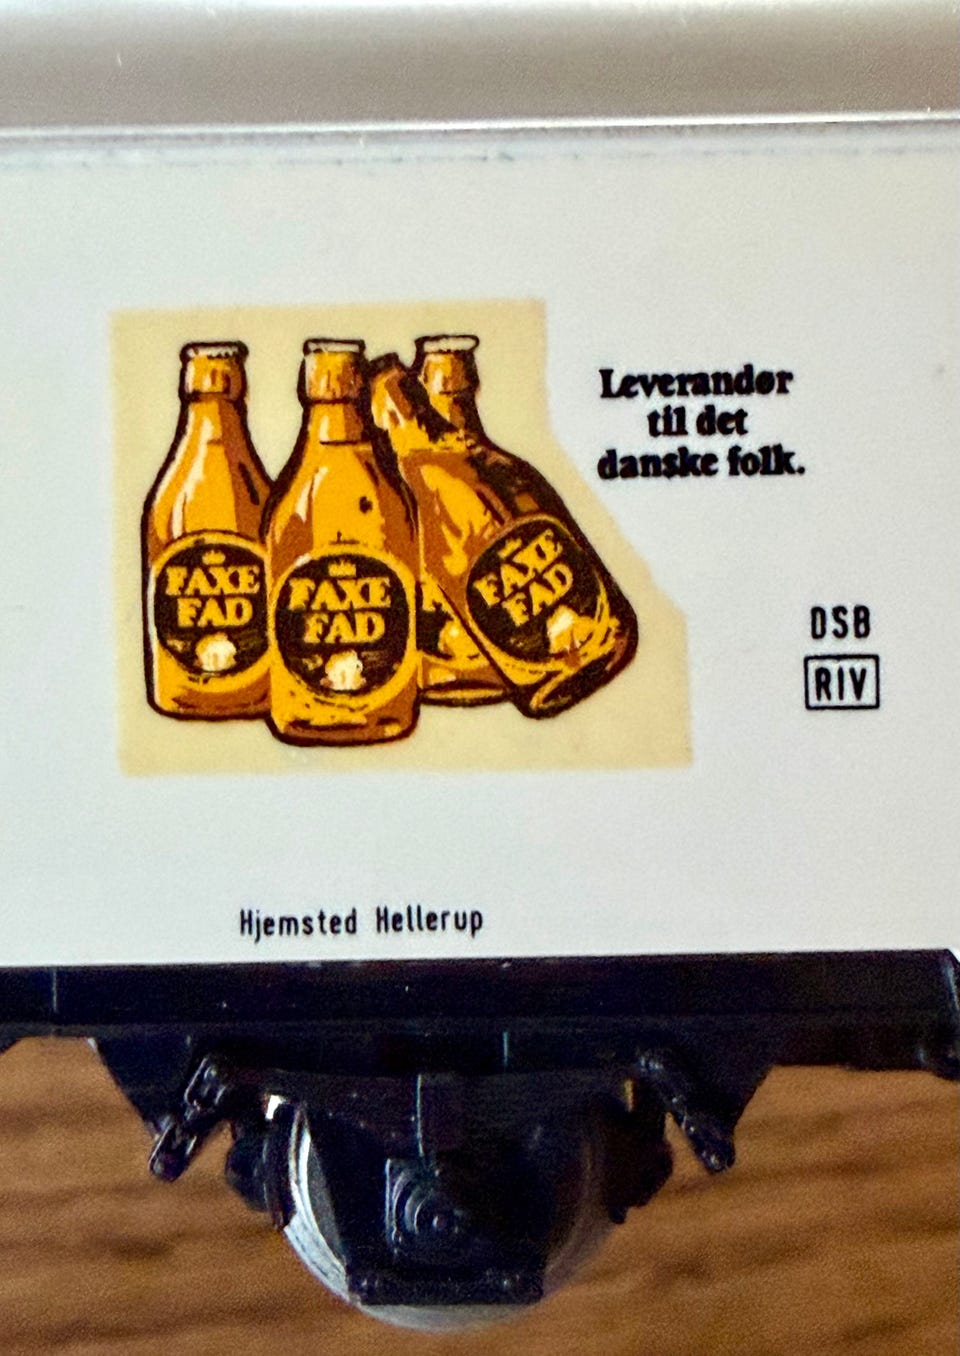 Leverandør
til det
danske folk.
FAXE
FAD
FAXE
FAD
FAXE
FAD
DSB
RIV
Hjemsted Hellerup